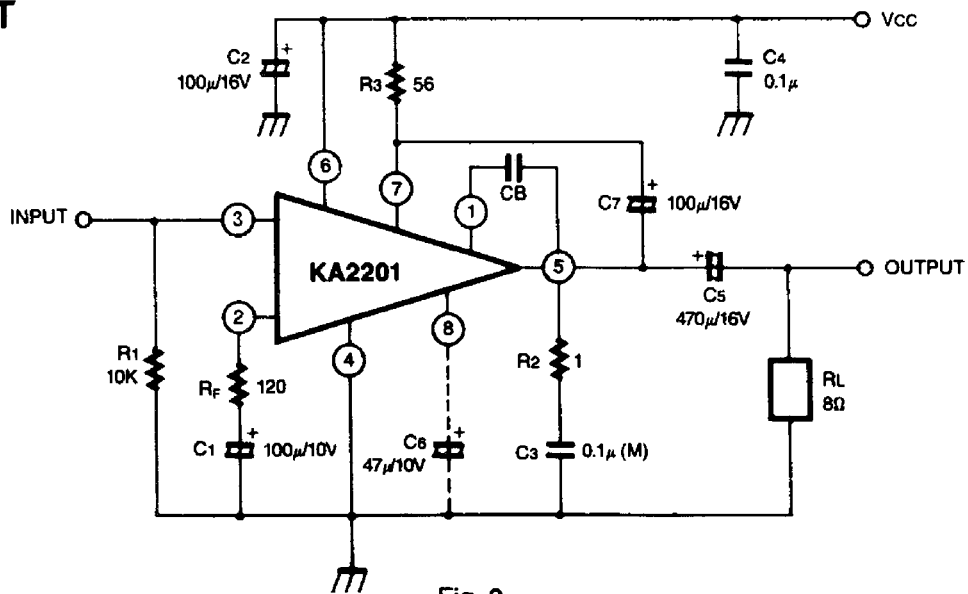 T
VCC
C2
100μ/16V
R3 56
C4
0.1μ
6
7
1
CB
C7 100μ/16V
INPUT
3
KA2201
5
OUTPUT
C5
470μ/16V
2
4
8
R1
10K
RF 120
R2 1
RL
8Ω
C1 100μ/10V
C6
47μ/10V
C3 0.1μ (M)